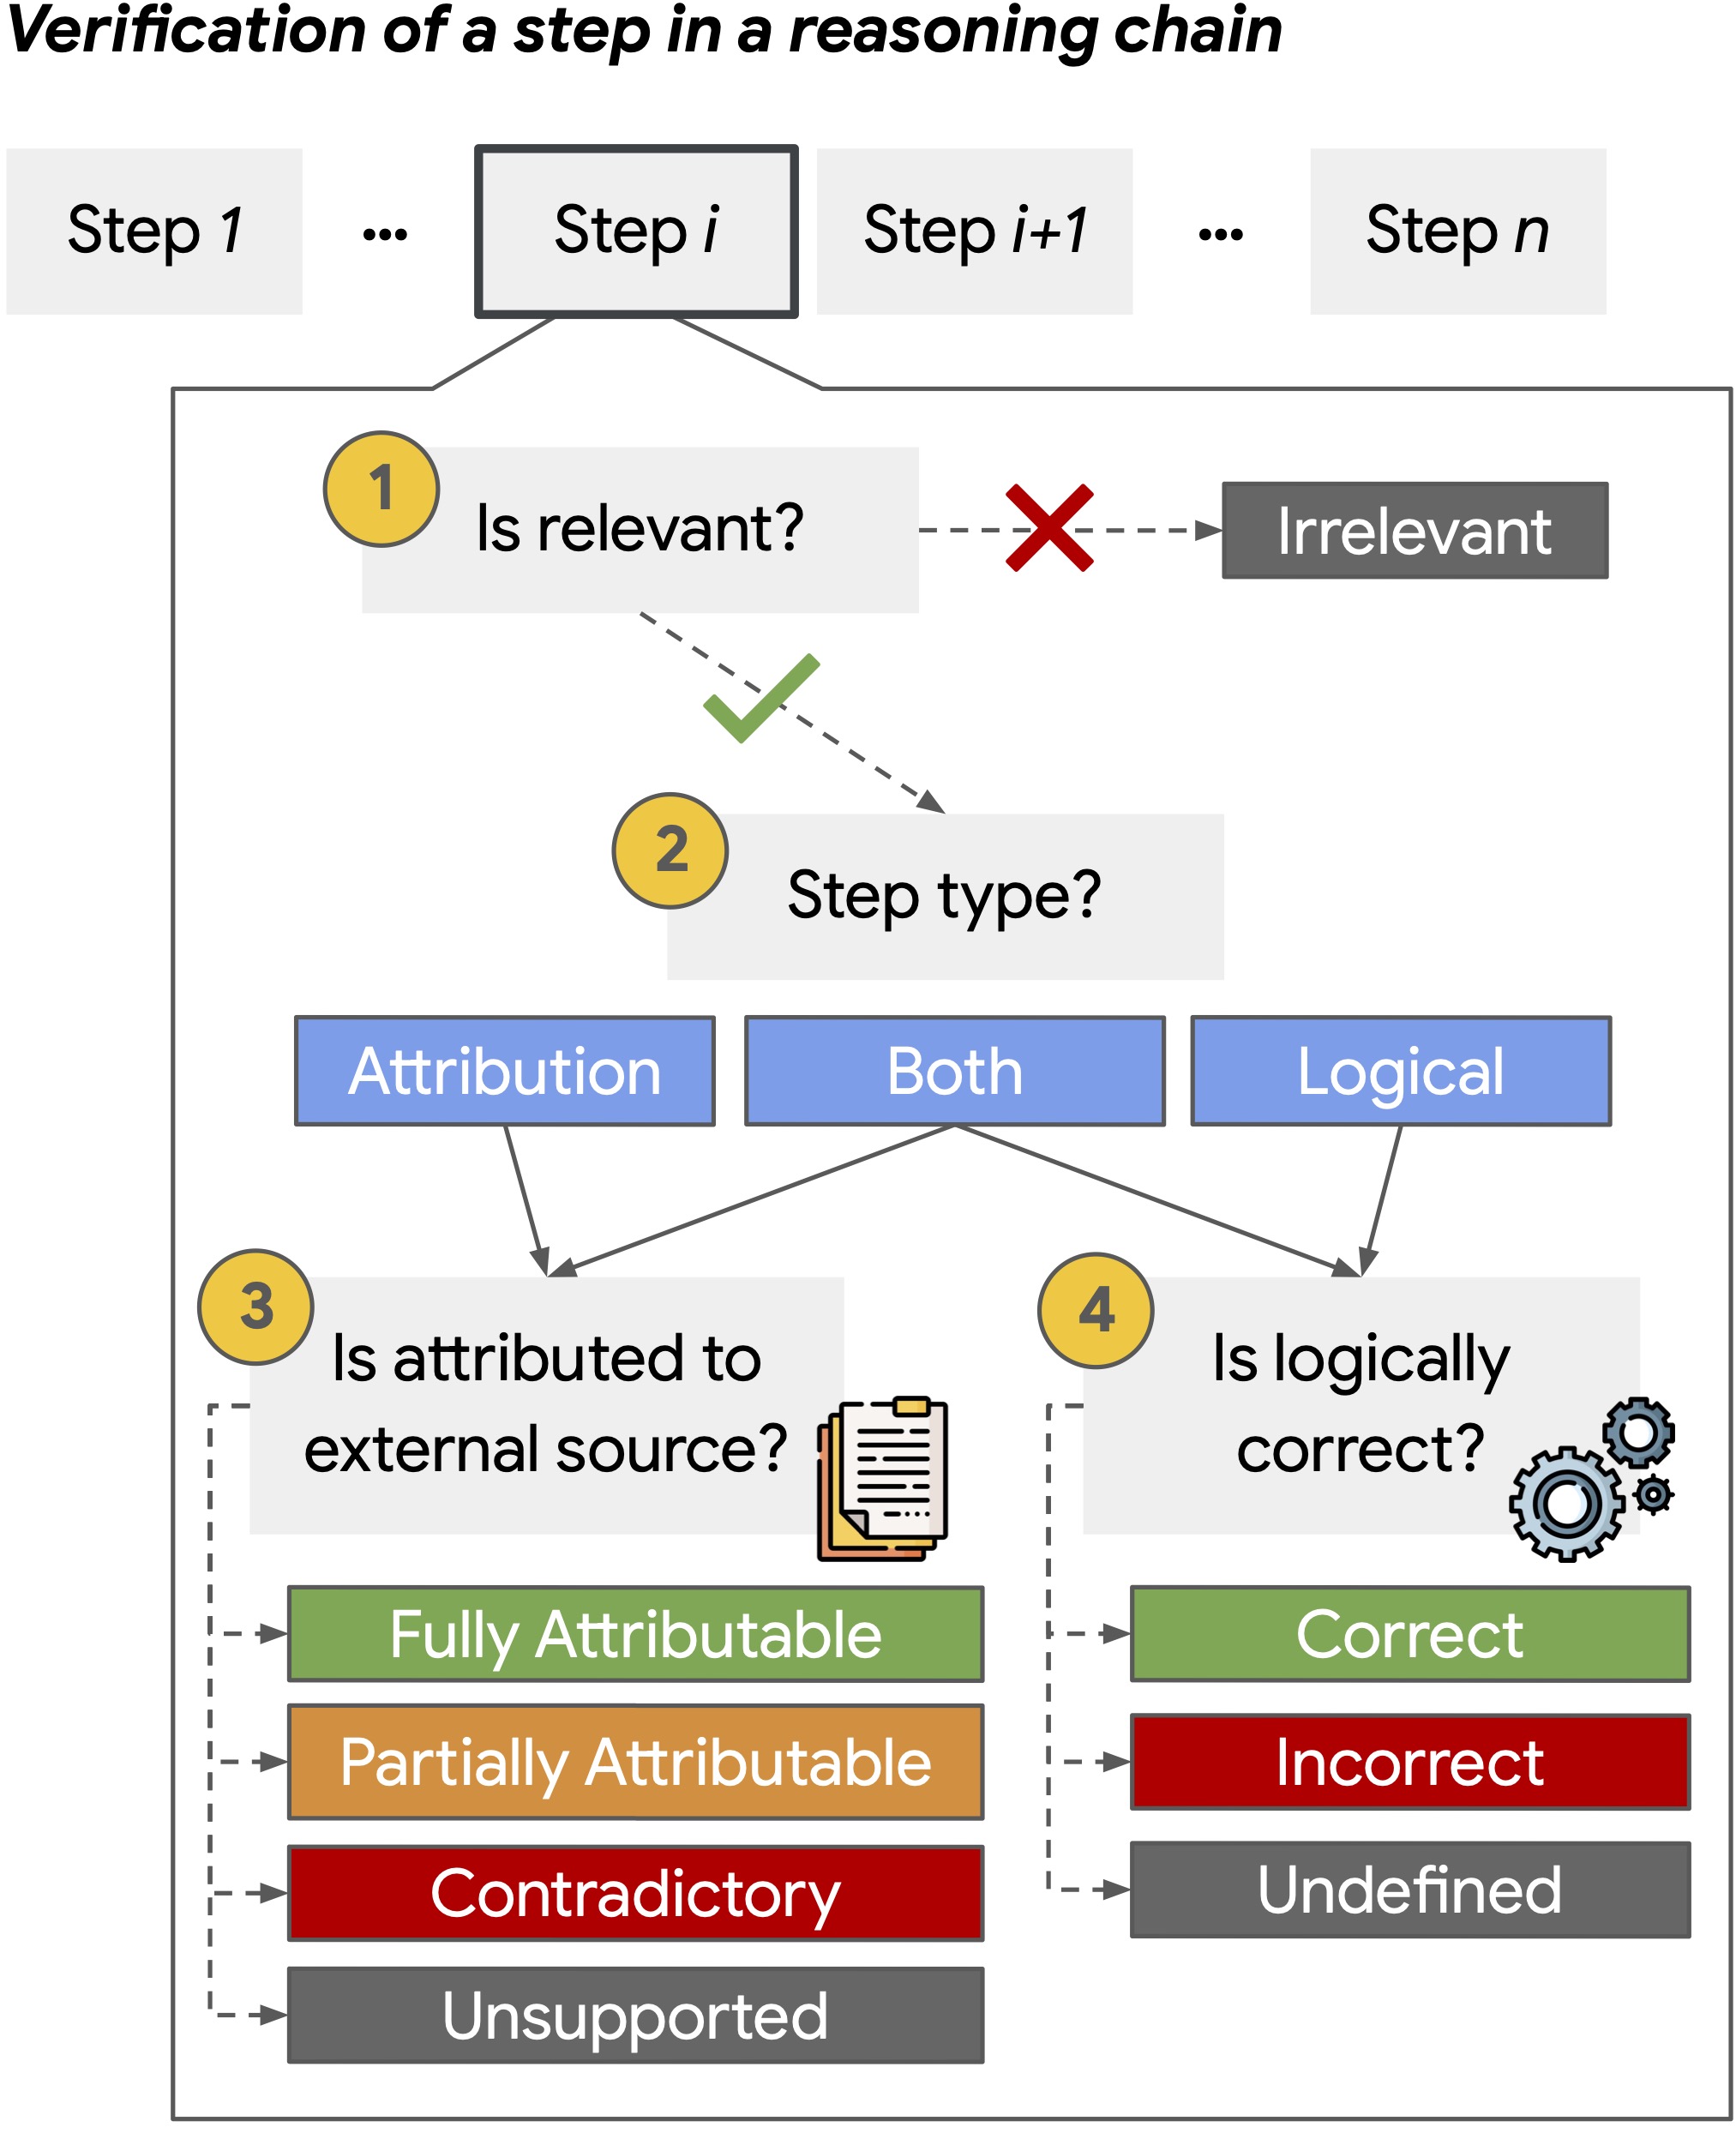 Verification of a step in a reasoning chain
Step 1 ... Step i Step i+1 ... Step n
1
Is relevant?
Irrelevant
2
Step type?
Attribution Both Logical
3
Is attributed to
external source?
Fully Attributable
Partially Attributable
Contradictory
Unsupported
4
Is logically
correct?
Correct
Incorrect
Undefined